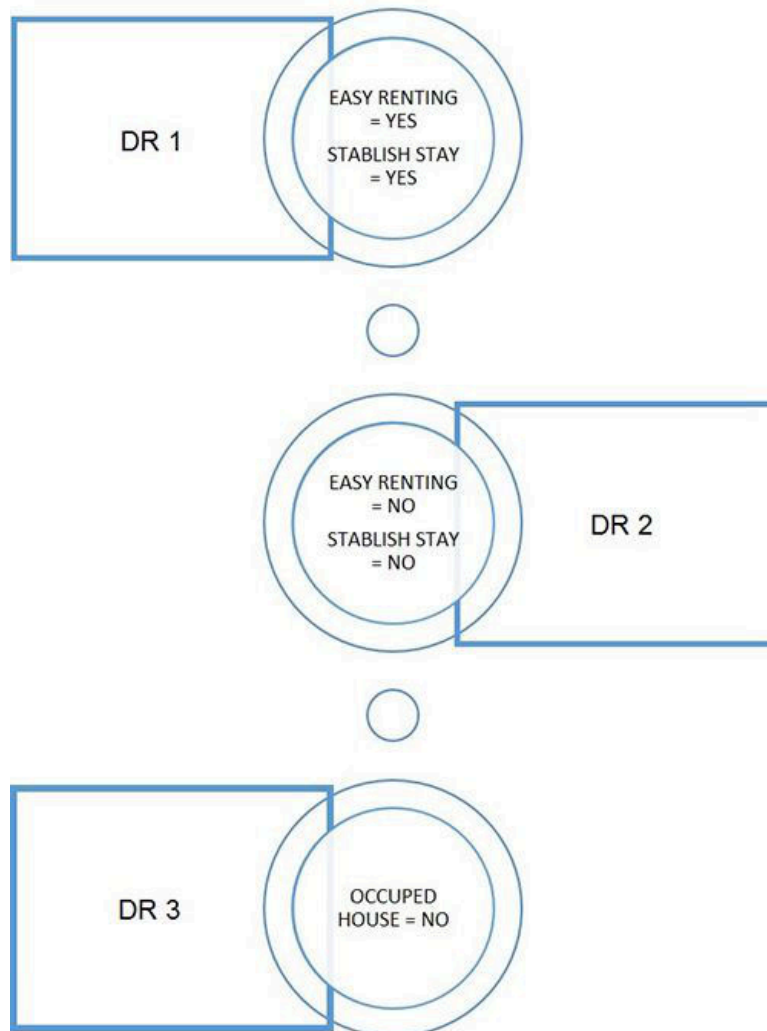 DR 1
EASY RENTING
= YES
STABLISH STAY
= YES
EASY RENTING
= NO
STABLISH STAY
= NO
DR 2
DR 3
OCCUPED
HOUSE = NO